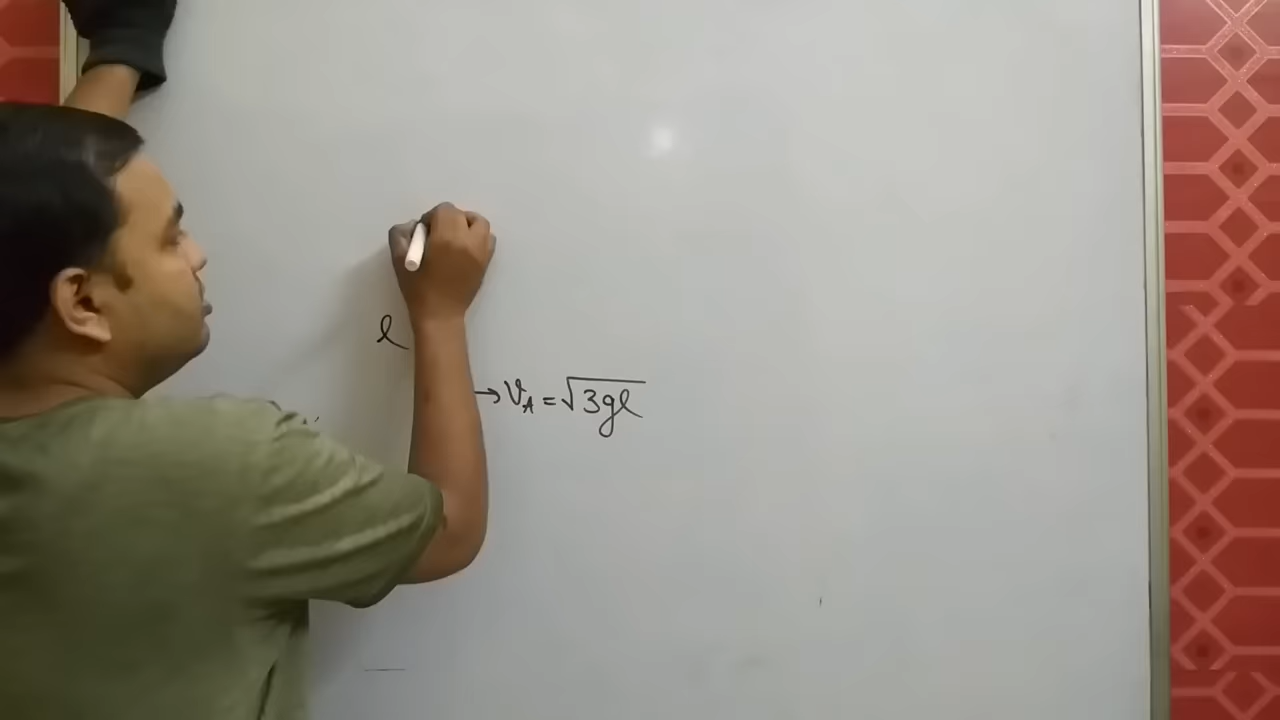 l
→ V_A = √3gl